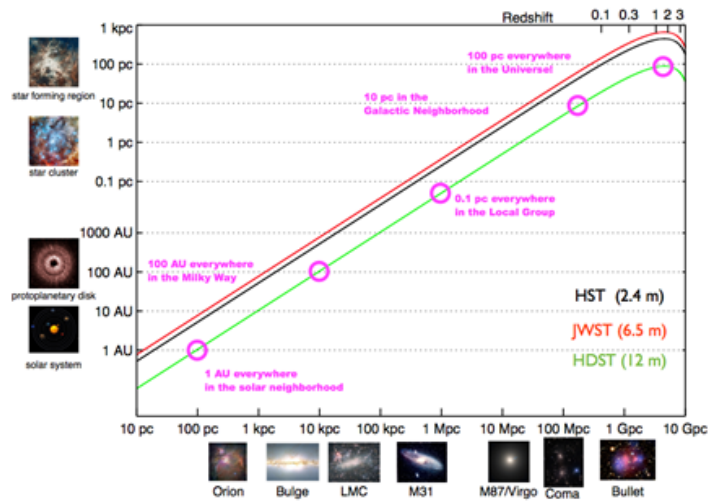 Redshift 0.1 0.3 1 2 3
1 kpc
100 pc
10 pc
1 pc
0.1 pc
1000 AU
100 AU
10 AU
1 AU
star forming region
star cluster
protoplanetary disk
solar system
100 pc everywhere
in the Universe!
10 pc in the
Galactic Neighborhood
0.1 pc everywhere
in the Local Group
100 AU everywhere
in the Milky Way
1 AU everywhere
in the solar neighborhood
HST (2.4 m)
JWST (6.5 m)
HDST (12 m)
10 pc 100 pc 1 kpc 10 kpc 100 kpc 1 Mpc 10 Mpc 100 Mpc 1 Gpc 10 Gpc
Orion Bulge LMC M31 M87/Virgo Coma Bullet